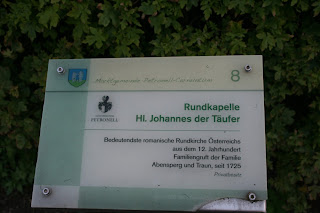 Marktgemeinde Petronell-Carnuntum
8
PETRONELL
Rundkapelle
Hl. Johannes der Täufer
Bedeutendste romanische Rundkirche Österreichs
aus dem 12. Jahrhundert
Familiengruft der Familie
Abensperg und Traun, seit 1725
Privatbesitz